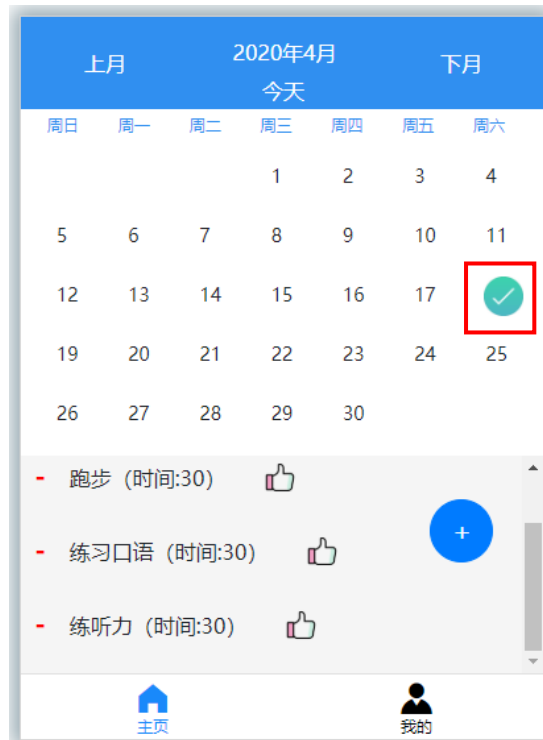 上月 2020年4月 下月
今天
周日 周一 周二 周三 周四 周五 周六
1 2 3 4
5 6 7 8 9 10 11
12 13 14 15 16 17
19 20 21 22 23 24 25
26 27 28 29 30
- 跑步（时间:30）
+
- 练习口语（时间:30）
- 练听力（时间:30）
主页 我的